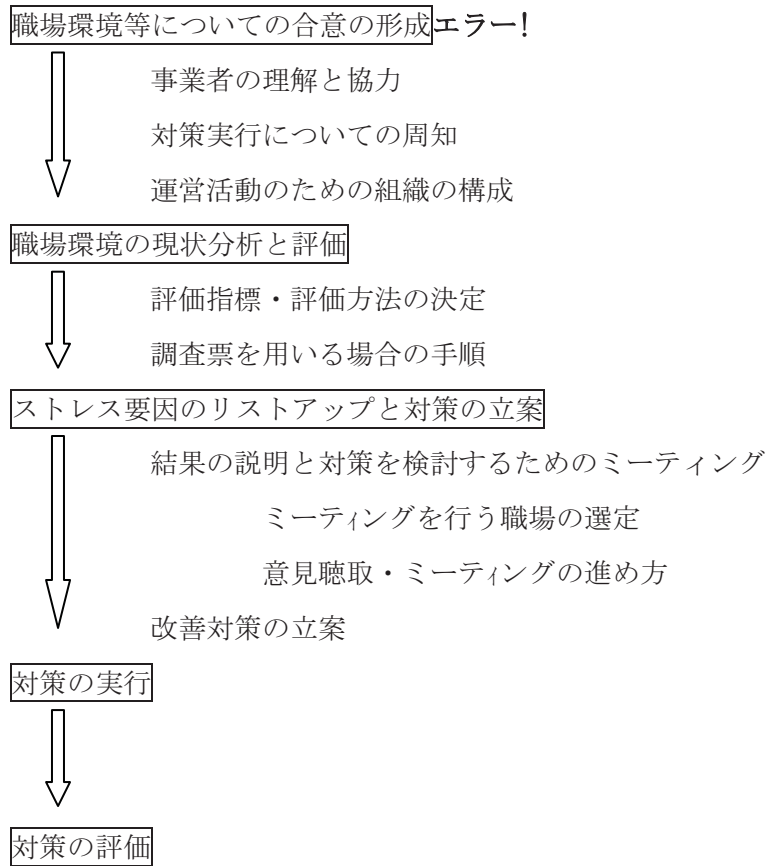 職場環境等についての合意の形成エラー!
事業者の理解と協力
対策実行についての周知
運営活動のための組織の構成
職場環境の現状分析と評価
評価指標・評価方法の決定
調査票を用いる場合の手順
ストレス要因のリストアップと対策の立案
結果の説明と対策を検討するためのミーティング
ミーティングを行う職場の選定
意見聴取・ミーティングの進め方
改善対策の立案
対策の実行
対策の評価